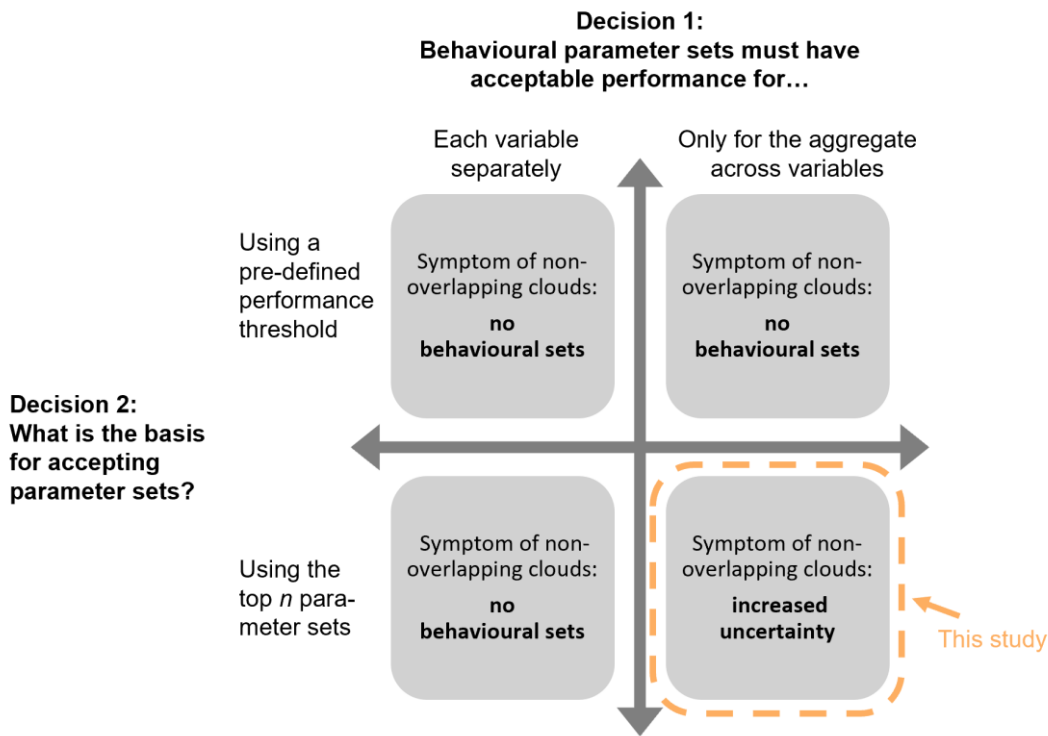 Decision 1:
Behavioural parameter sets must have
acceptable performance for…
Each variable
separately
Only for the aggregate
across variables
Using a
pre-defined
performance
threshold
Symptom of non-
overlapping clouds:
no
behavioural sets
Symptom of non-
overlapping clouds:
no
behavioural sets
Decision 2:
What is the basis
for accepting
parameter sets?
Using the
top n para-
meter sets
Symptom of non-
overlapping clouds:
no
behavioural sets
Symptom of non-
overlapping clouds:
increased
uncertainty
This study